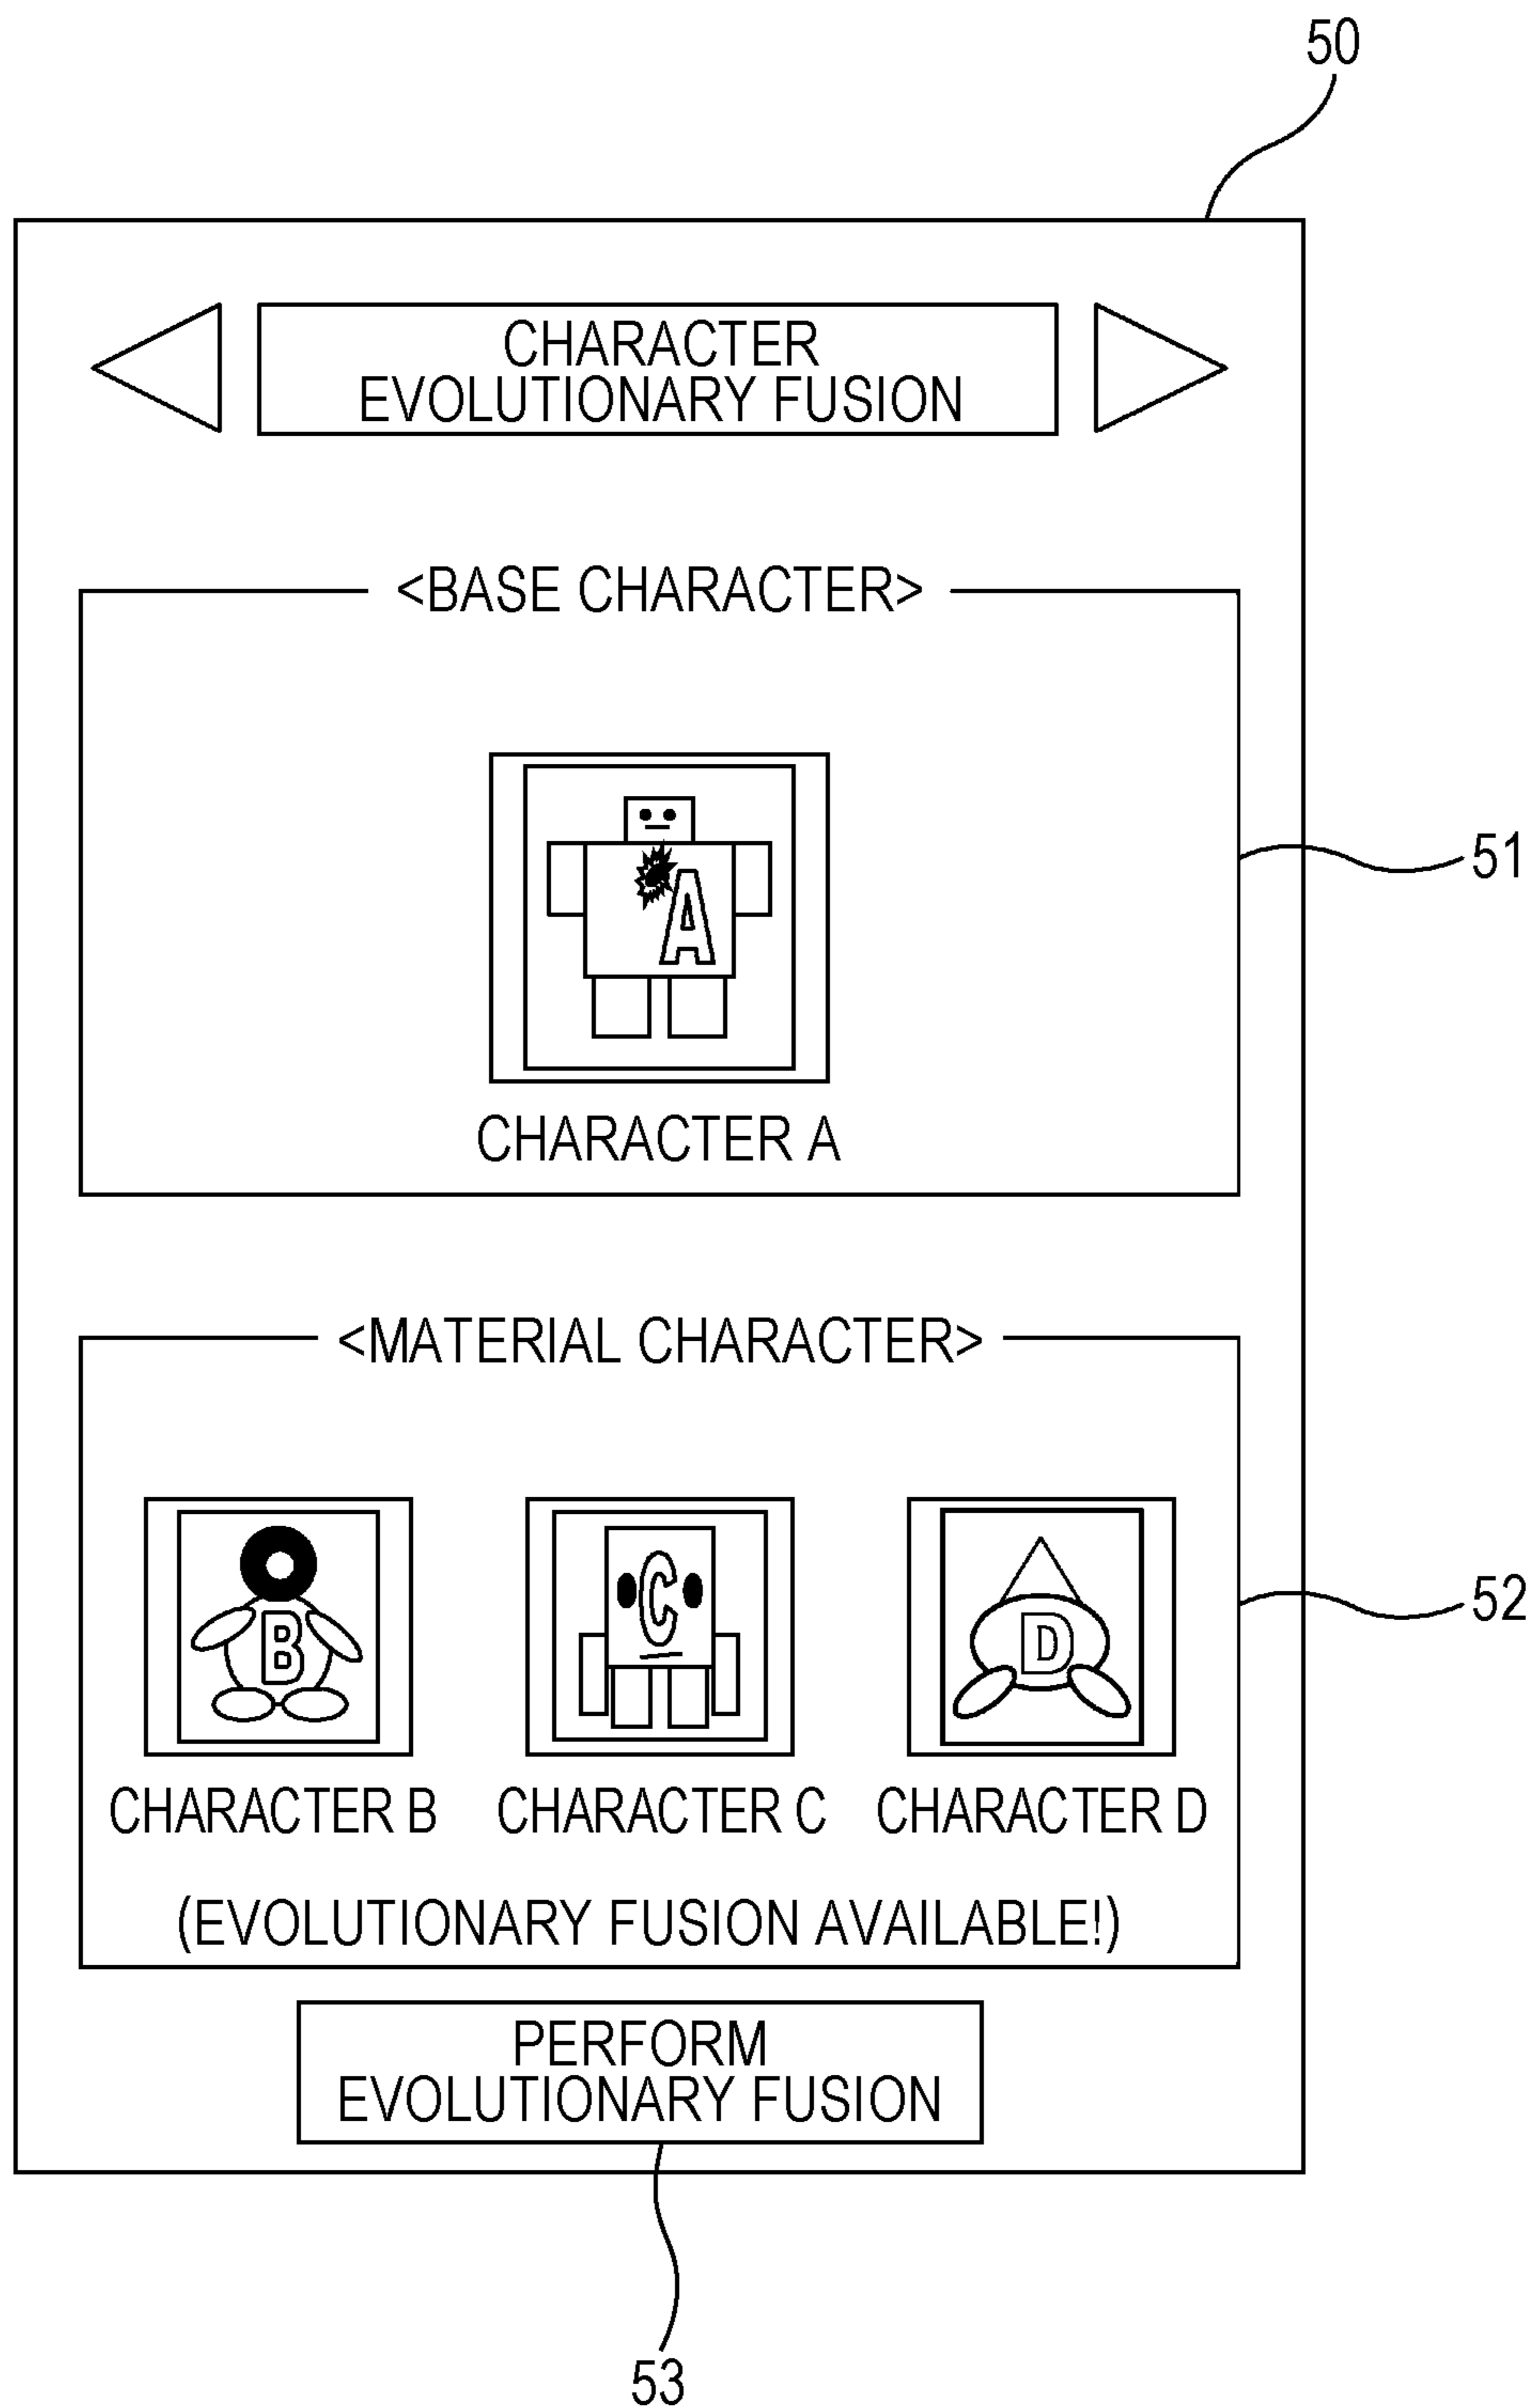 50
CHARACTER
EVOLUTIONARY FUSION
<BASE CHARACTER>
A
51
CHARACTER A
<MATERIAL CHARACTER>
B
C
D
52
CHARACTER B
CHARACTER C
CHARACTER D
(EVOLUTIONARY FUSION AVAILABLE!)
PERFORM
EVOLUTIONARY FUSION
53